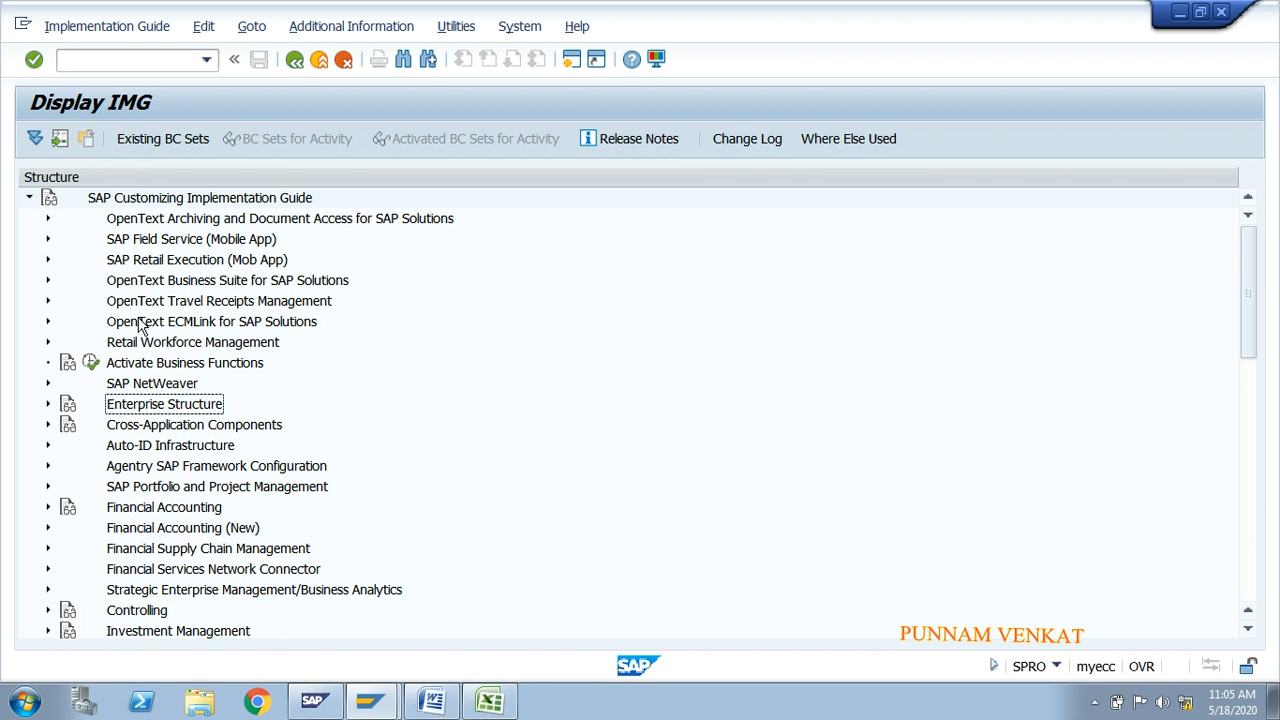 Implementation Guide Edit Goto Additional Information Utilities System Help
Display IMG
Existing BC Sets BC Sets for Activity Activated BC Sets for Activity Release Notes Change Log Where Else Used
Structure
SAP Customizing Implementation Guide
OpenText Archiving and Document Access for SAP Solutions
SAP Field Service (Mobile App)
SAP Retail Execution (Mob App)
OpenText Business Suite for SAP Solutions
OpenText Travel Receipts Management
OpenText ECMLink for SAP Solutions
Retail Workforce Management
Activate Business Functions
SAP NetWeaver
Enterprise Structure
Cross-Application Components
Auto-ID Infrastructure
Agentry SAP Framework Configuration
SAP Portfolio and Project Management
Financial Accounting
Financial Accounting (New)
Financial Supply Chain Management
Financial Services Network Connector
Strategic Enterprise Management/Business Analytics
Controlling
Investment Management
PUNNAM VENKAT
SAP SPRO myecc OVR
SAP 11:05 AM
5/18/2020